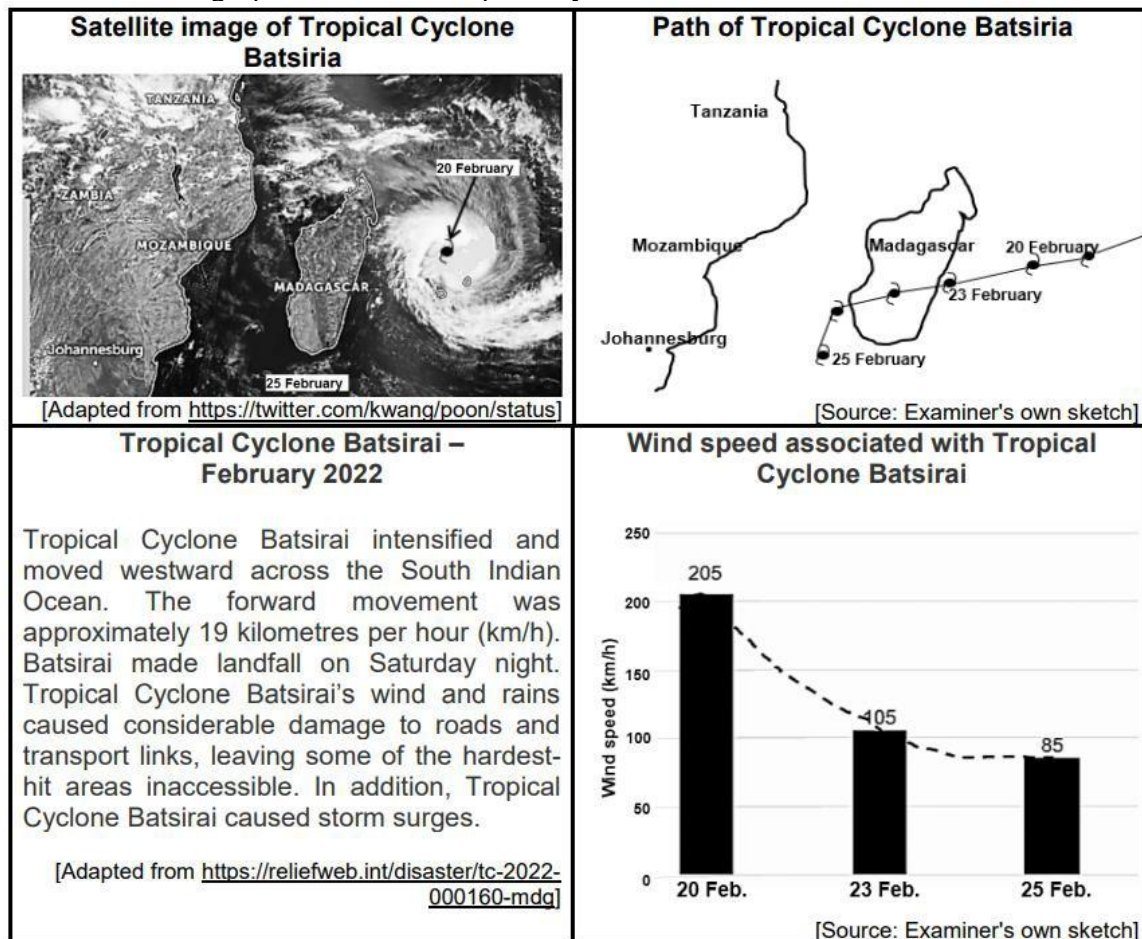 Satellite image of Tropical Cyclone
Batsiria
TANZANIA
20 February
ZAMBIA
MOZAMBIQUE
MADAGASCAR
Johannesburg
25 February
[Adapted from https://twitter.com/kwang/poon/status]
Path of Tropical Cyclone Batsiria
Tanzania
Mozambique
Madagascar
20 February
23 February
Johannesburg
25 February
[Source: Examiner's own sketch]
Tropical Cyclone Batsirai –
February 2022
Tropical Cyclone Batsirai intensified and
moved westward across the South Indian
Ocean. The forward movement was
approximately 19 kilometres per hour (km/h).
Batsirai made landfall on Saturday night.
Tropical Cyclone Batsirai's wind and rains
caused considerable damage to roads and
transport links, leaving some of the hardest-
hit areas inaccessible. In addition, Tropical
Cyclone Batsirai caused storm surges.
[Adapted from https://reliefweb.int/disaster/tc-2022-
000160-mdg]
Wind speed associated with Tropical
Cyclone Batsirai
Wind speed (km/h)
250
200
150
100
50
0
205
105
85
20 Feb.
23 Feb.
25 Feb.
[Source: Examiner's own sketch]